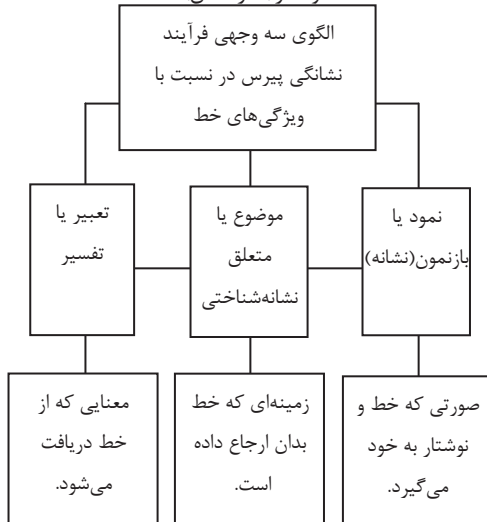 الگوی سه وجهی فرآیند
نشانگی پیرس در نسبت با
ویژگی‌های خط
نمود یا
بازنمون(نشانه)
موضوع یا
متعلق
نشانه‌شناختی
تعبیر یا
تفسیر
صورتی که خط و
نوشتار به خود
می‌گیرد.
زمینه‌ای که خط
بدان ارجاع داده
است.
معنایی که از
خط دریافت
می‌شود.